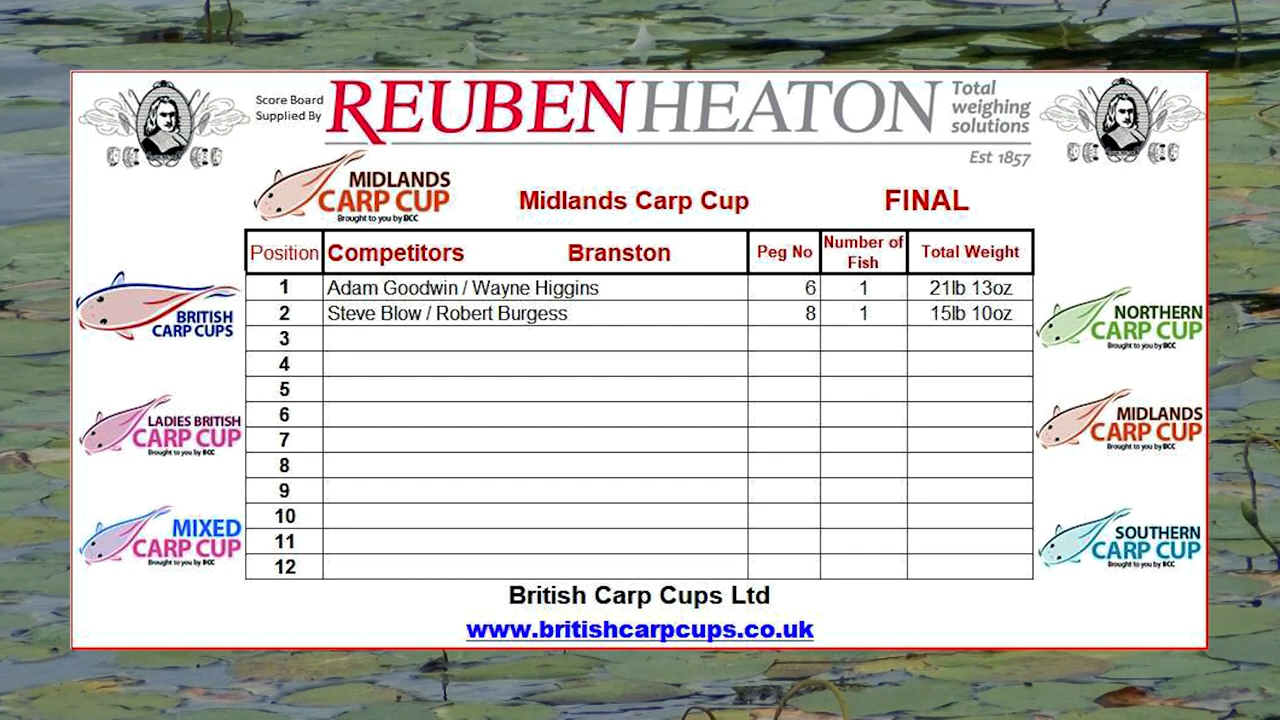 Score Board
Supplied By
REUBEN HEATON
Total
weighing
solutions
Est 1857
MIDLANDS
CARP CUP
Brought to you by BCC
Midlands Carp Cup FINAL
Position Competitors Branston Peg No Number of Fish Total Weight
1 Adam Goodwin / Wayne Higgins 6 1 21lb 13oz
2 Steve Blow / Robert Burgess 8 1 15lb 10oz
3
4
5
6
7
8
9
10
11
12
BRITISH
CARP CUPS
LADIES BRITISH
CARP CUP
Brought to you by BCC
MIXED
CARP CUP
Brought to you by BCC
NORTHERN
CARP CUP
Brought to you by BCC
MIDLANDS
CARP CUP
Brought to you by BCC
SOUTHERN
CARP CUP
Brought to you by BCC
British Carp Cups Ltd
www.britishcarpcups.co.uk